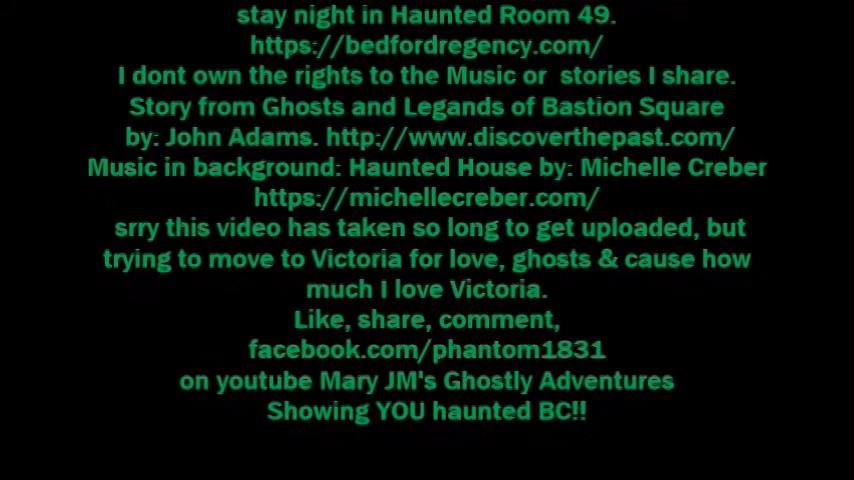 stay night in Haunted Room 49.
https://bedfordregency.com/
I dont own the rights to the Music or  stories I share.
Story from Ghosts and Legands of Bastion Square
by: John Adams. http://www.discoverthepast.com/
Music in background: Haunted House by: Michelle Creber
https://michellecreber.com/
srry this video has taken so long to get uploaded, but
trying to move to Victoria for love, ghosts & cause how
much I love Victoria.
Like, share, comment,
facebook.com/phantom1831
on youtube Mary JM's Ghostly Adventures
Showing YOU haunted BC!!